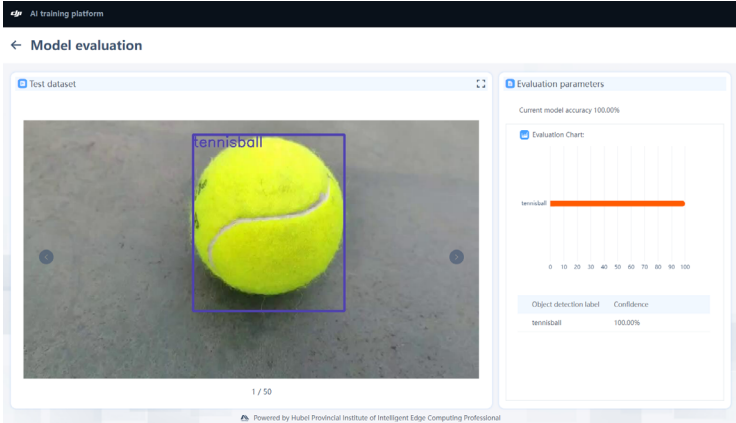 dji AI training platform
← Model evaluation
Test dataset
tennisball
1 / 50
Evaluation parameters
Current model accuracy 100.00%
Evaluation Chart:
tennisball
0 10 20 30 40 50 60 70 80 90 100
Object detection label Confidence
tennisball 100.00%
Powered by Hubei Provincial Institute of Intelligent Edge Computing Professional